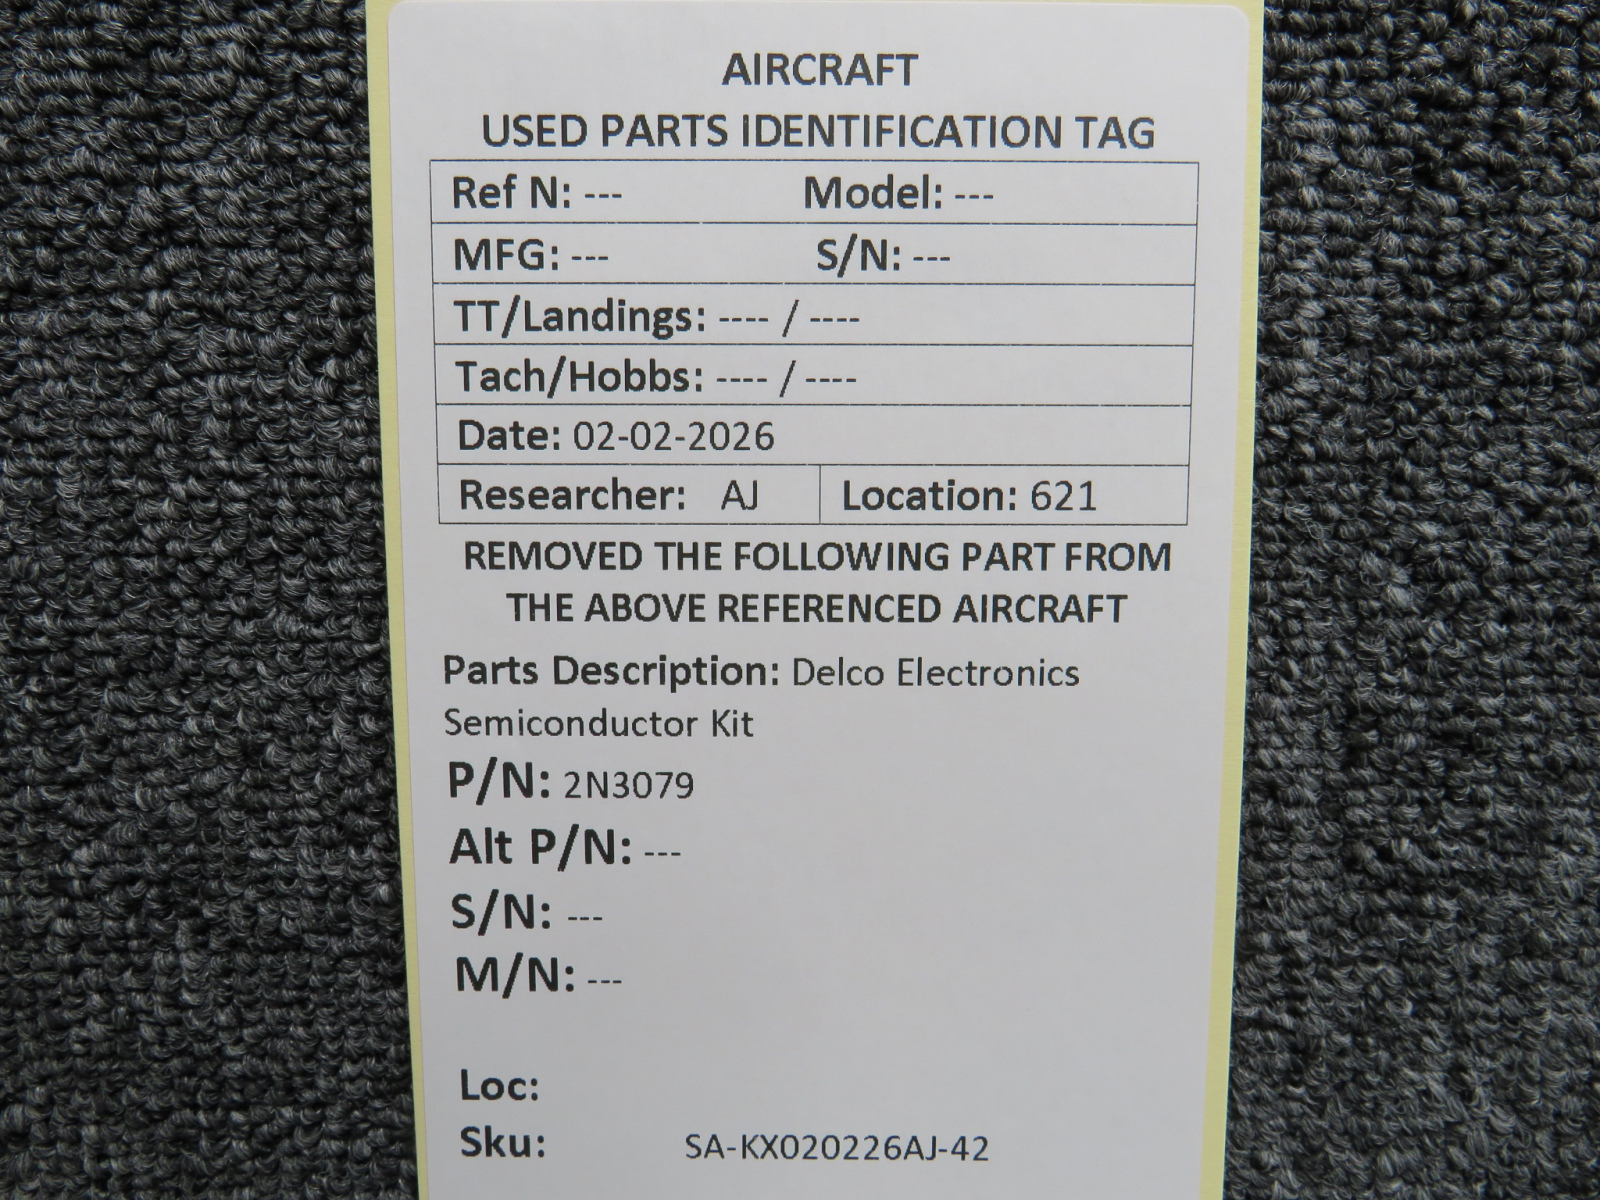 AIRCRAFT
USED PARTS IDENTIFICATION TAG
Ref N: --- Model: ---
MFG: --- S/N: ---
TT/Landings: ---- / ----
Tach/Hobbs: ---- / ----
Date: 02-02-2026
Researcher: AJ Location: 621
REMOVED THE FOLLOWING PART FROM
THE ABOVE REFERENCED AIRCRAFT
Parts Description: Delco Electronics
Semiconductor Kit
P/N: 2N3079
Alt P/N: ---
S/N: ---
M/N: ---
Loc:
Sku: SA-KX020226AJ-42